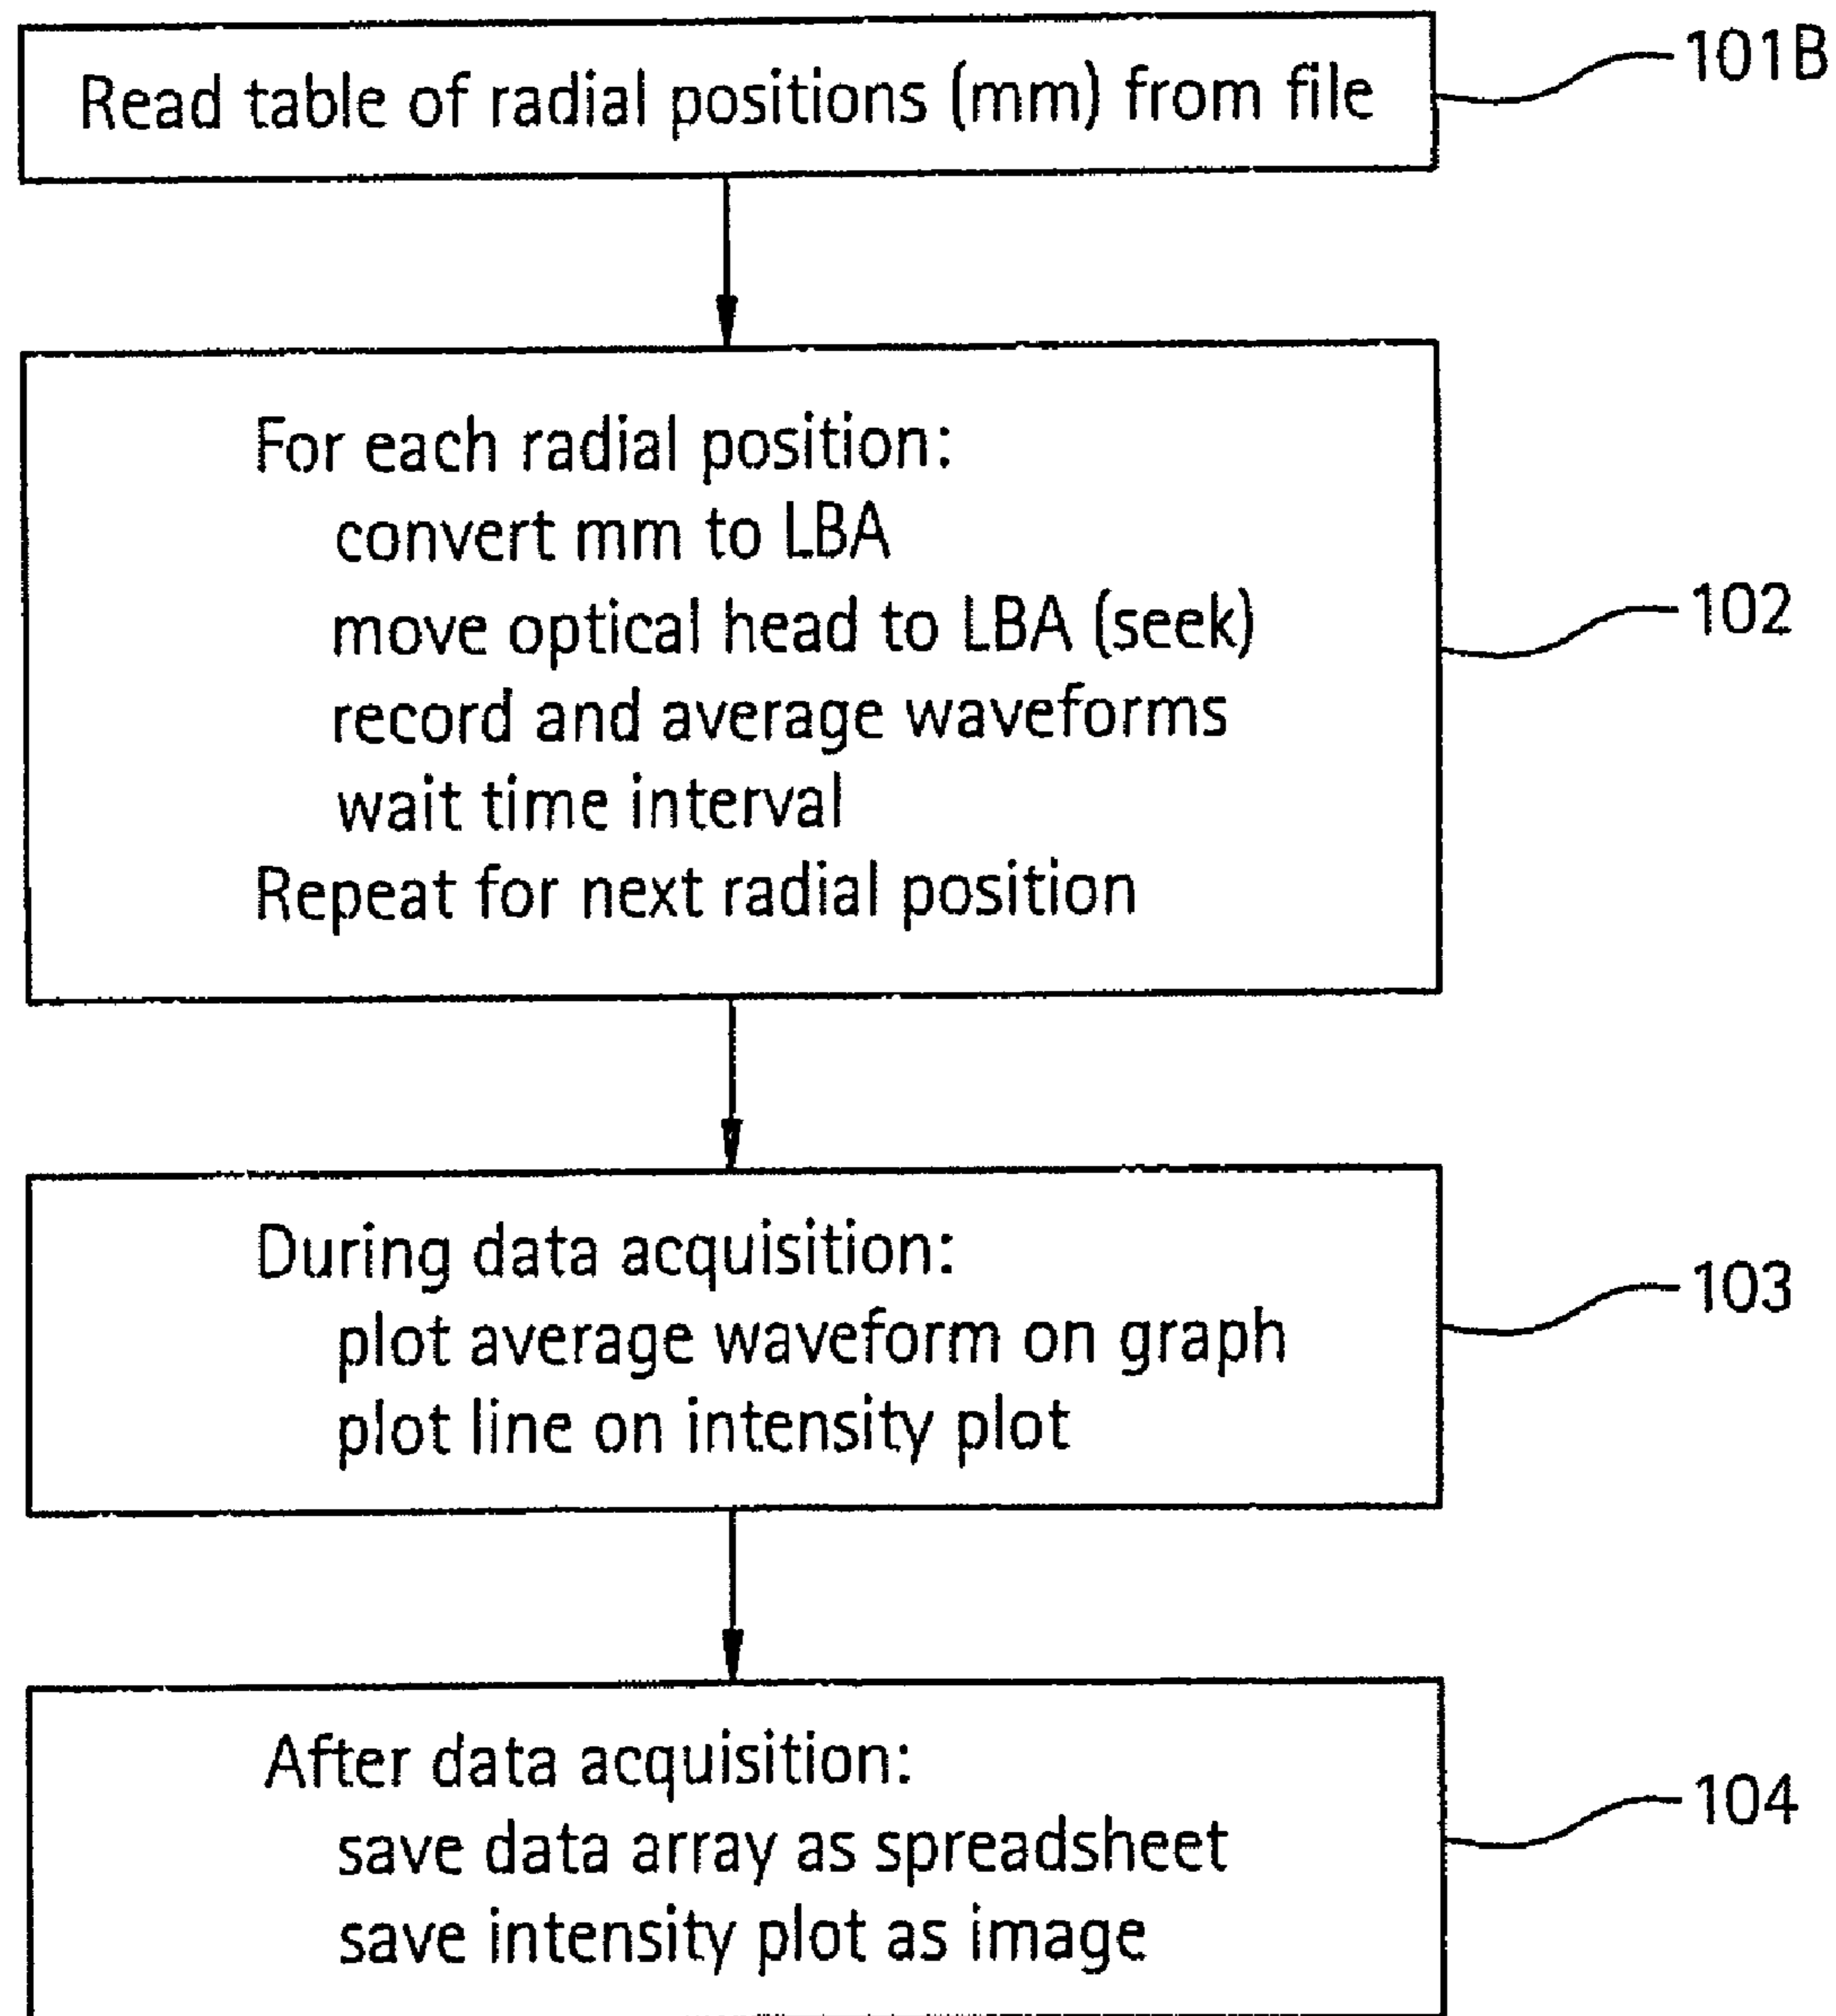 Read table of radial positions (mm) from file
101B
For each radial position:
convert mm to LBA
move optical head to LBA (seek)
record and average waveforms
wait time interval
Repeat for next radial position
102
During data acquisition:
plot average waveform on graph
plot line on intensity plot
103
After data acquisition:
save data array as spreadsheet
save intensity plot as image
104